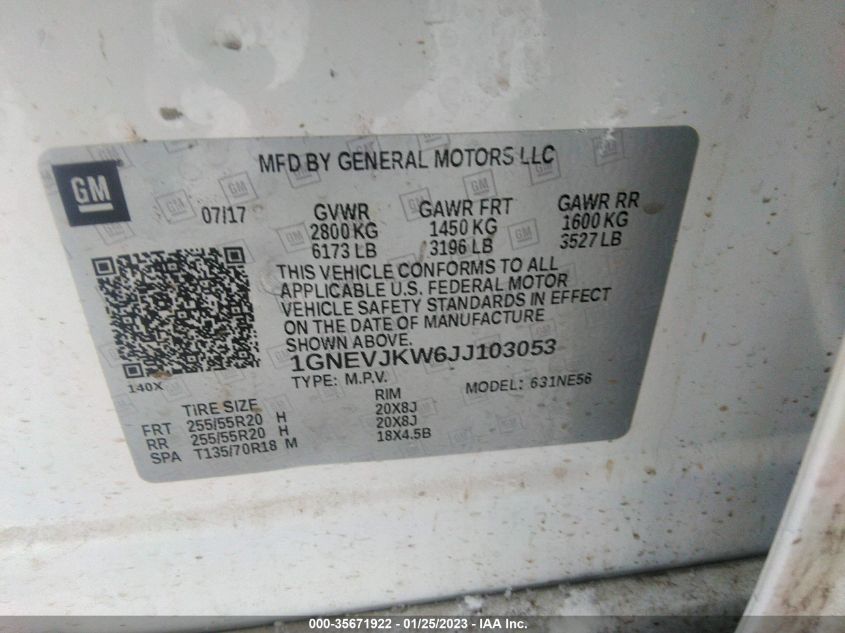 MFD BY GENERAL MOTORS LLC
GM
07/17 GVWR GAWR FRT GAWR RR
2800 KG 1450 KG 1600 KG
6173 LB 3196 LB 3527 LB
THIS VEHICLE CONFORMS TO ALL
APPLICABLE U.S. FEDERAL MOTOR
VEHICLE SAFETY STANDARDS IN EFFECT
ON THE DATE OF MANUFACTURE
SHOWN ABOVE.
1GNEVJKW6JJ103053
140X TYPE: M.P.V. MODEL: 631NE56
TIRE SIZE RIM
FRT 255/55R20 H 20X8J
RR 255/55R20 H 20X8J
SPA T135/70R18 M 18X4.5B
000-35671922 - 01/25/2023 - IAA Inc.